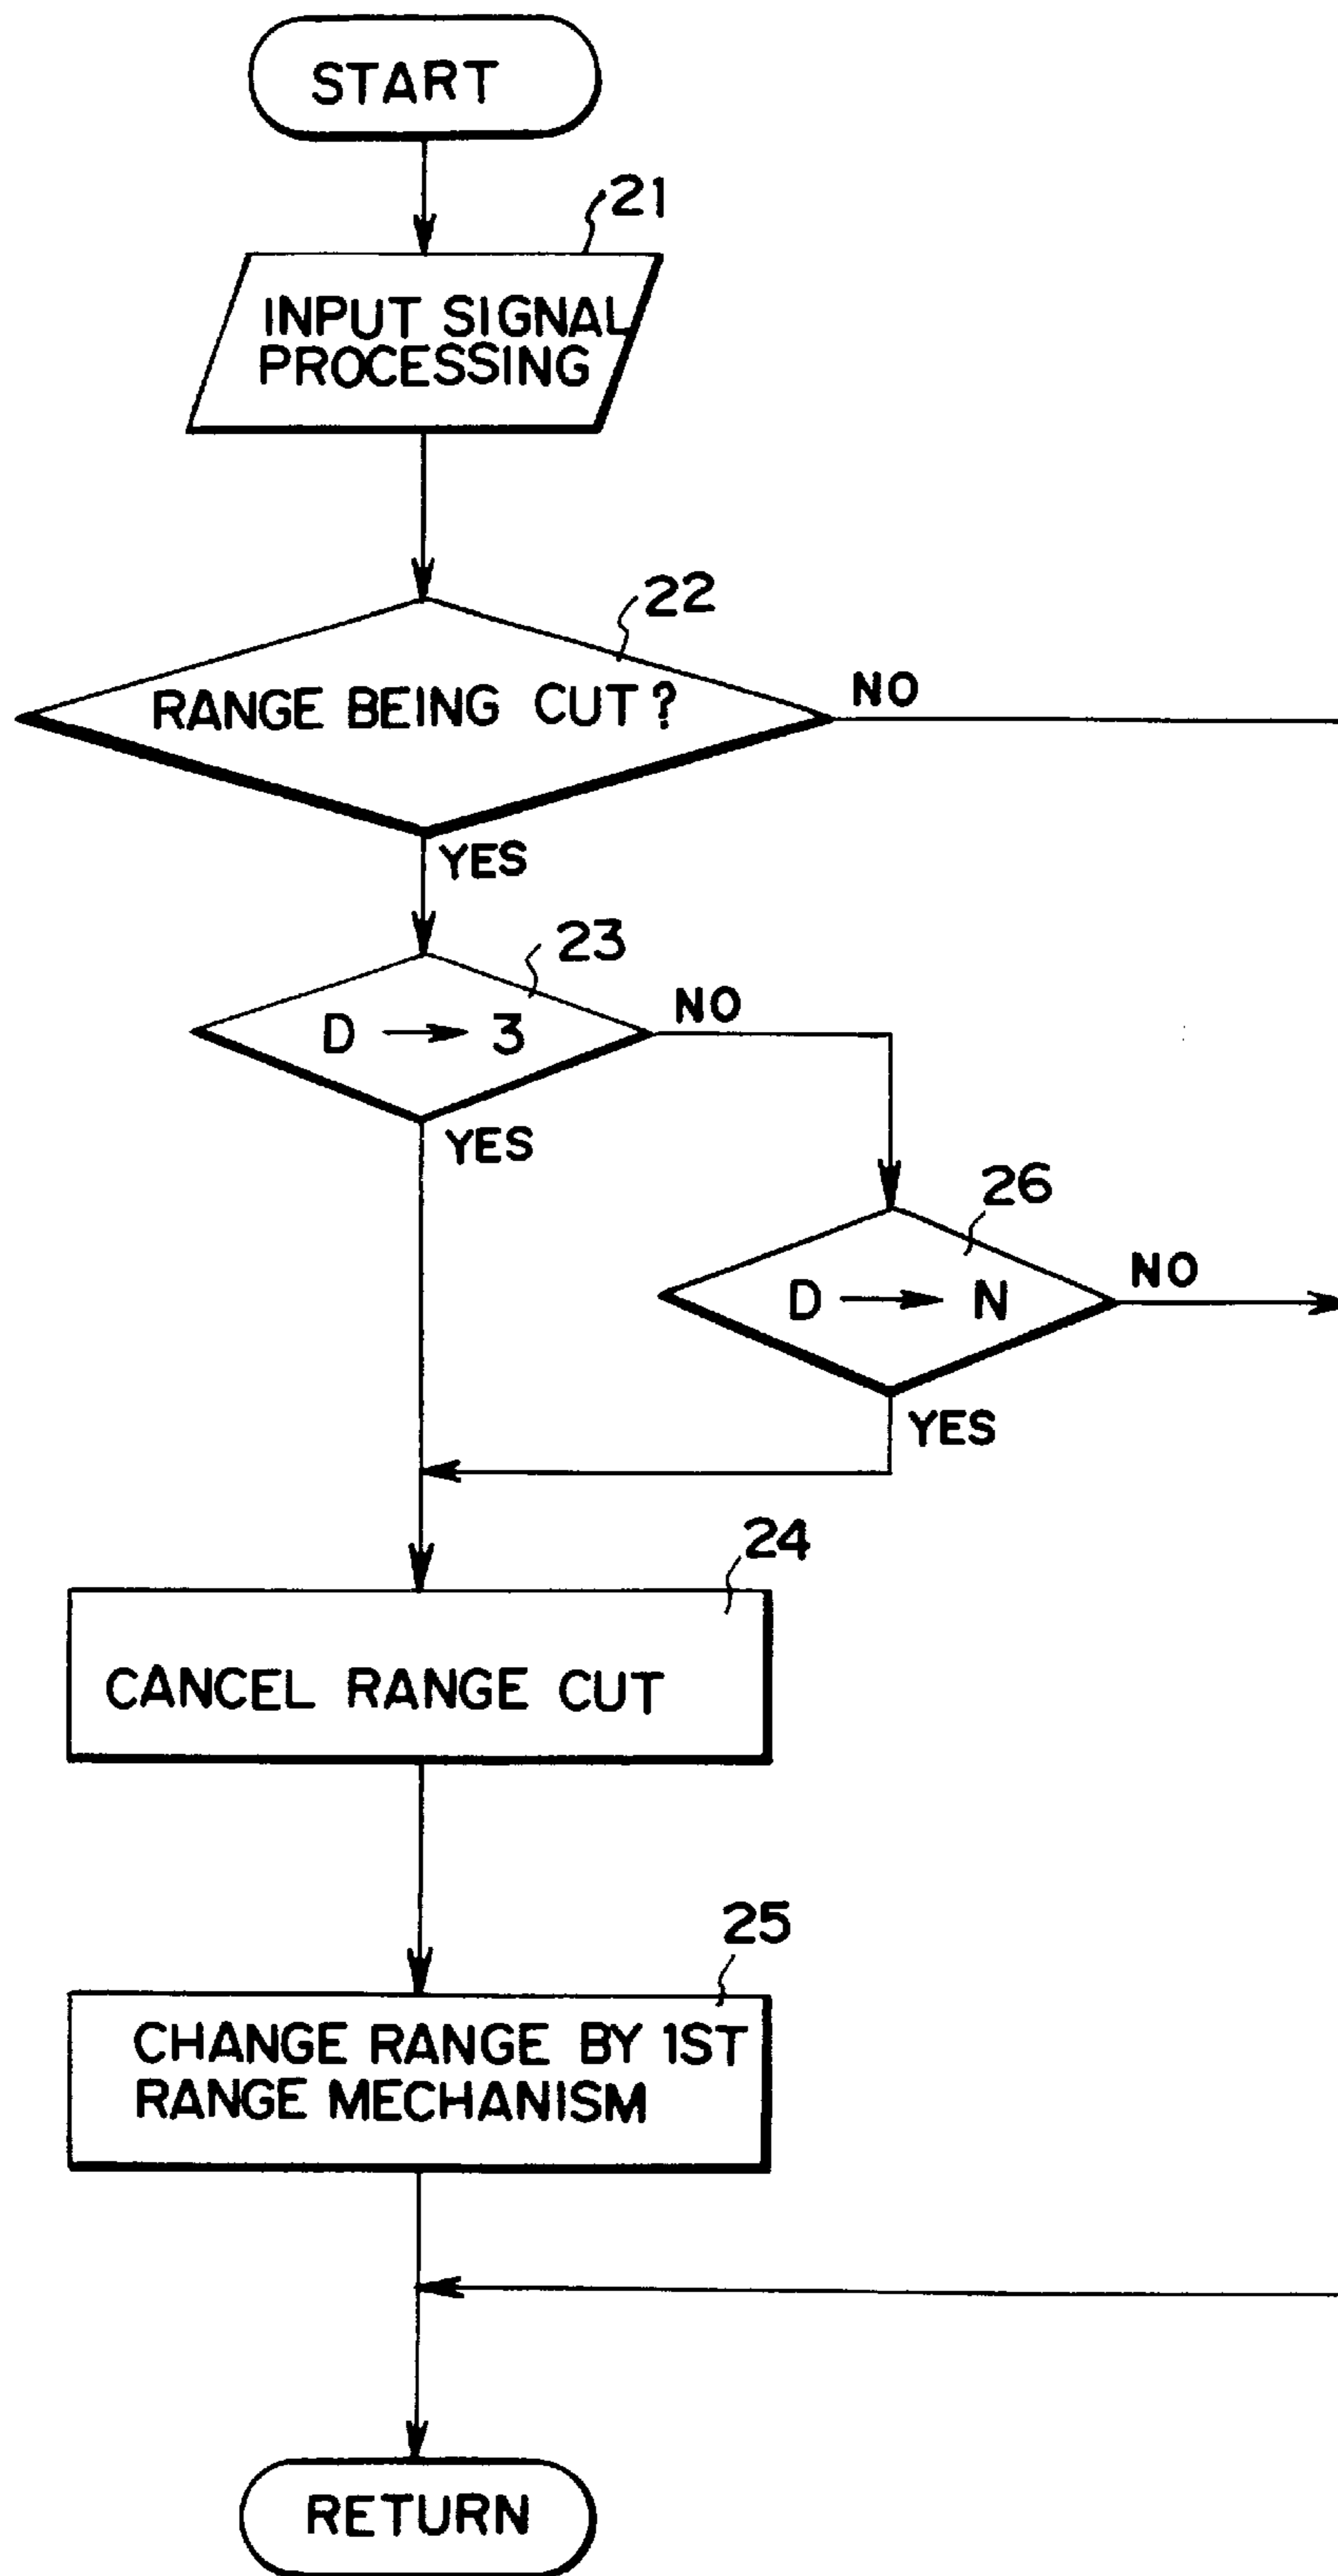 START
21
INPUT SIGNAL
PROCESSING
22
RANGE BEING CUT?
NO
YES
23
D → 3
NO
YES
26
D → N
NO
YES
24
CANCEL RANGE CUT
25
CHANGE RANGE BY 1ST
RANGE MECHANISM
RETURN